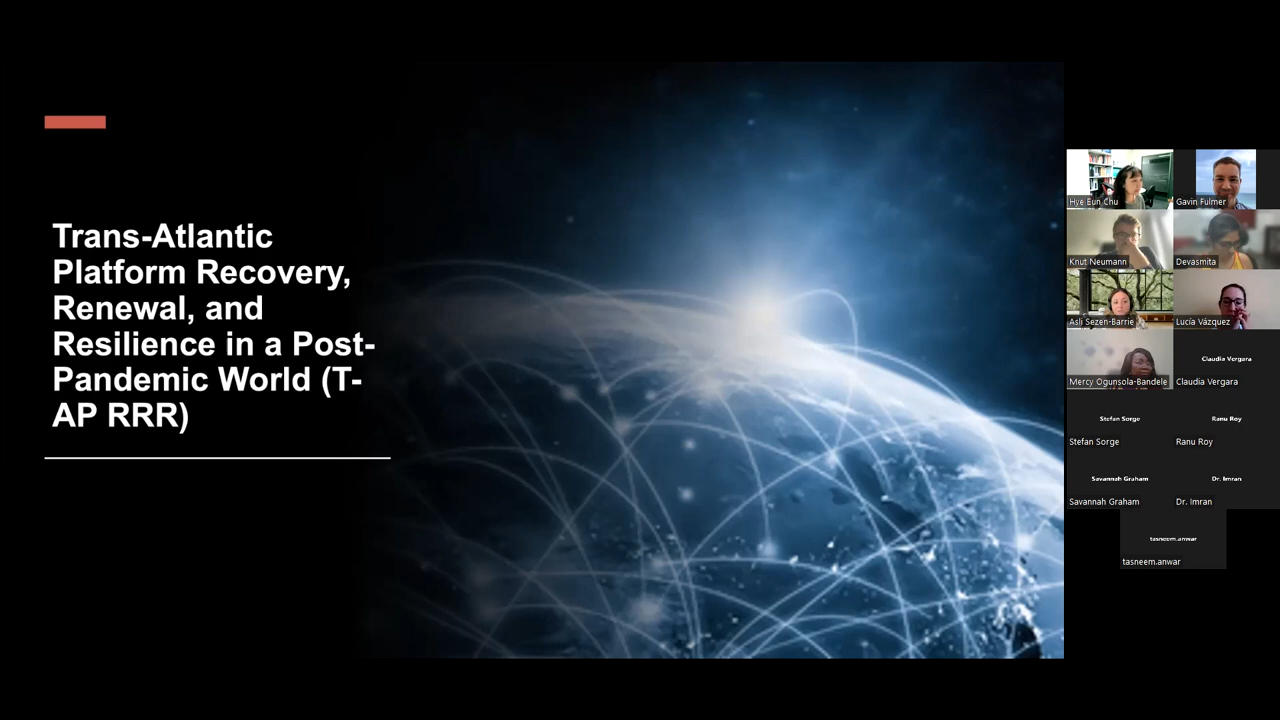 Trans-Atlantic
Platform Recovery,
Renewal, and
Resilience in a Post-
Pandemic World (T-
AP RRR)
Hye Eun Chu
Gavin Fulmer
Knut Neumann
Devasmita
Asli Sezen-Barrie
Lucía Vázquez
Mercy Ogunsola-Bandele
Claudia Vergara
Claudia Vergara
Stefan Sorge
Stefan Sorge
Ranu Roy
Ranu Roy
Savannah Graham
Savannah Graham
Dr. Imran
Dr. Imran
tasneem.anwar
tasneem.anwar